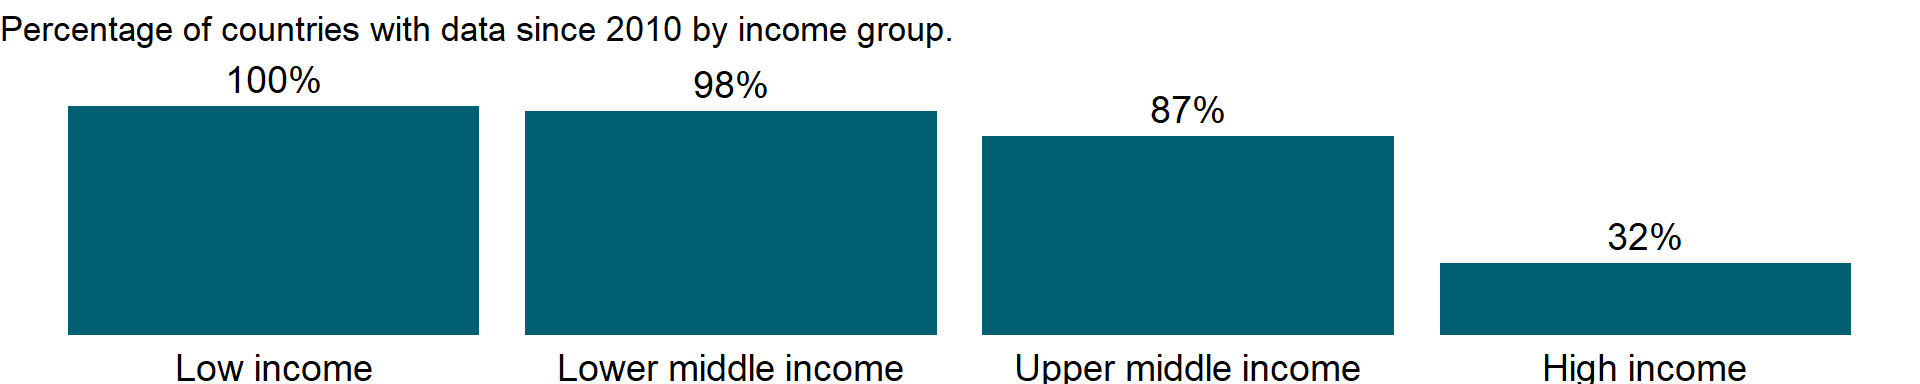 Percentage of countries with data since 2010 by income group.
100%
98%
87%
32%
Low income
Lower middle income
Upper middle income
High income